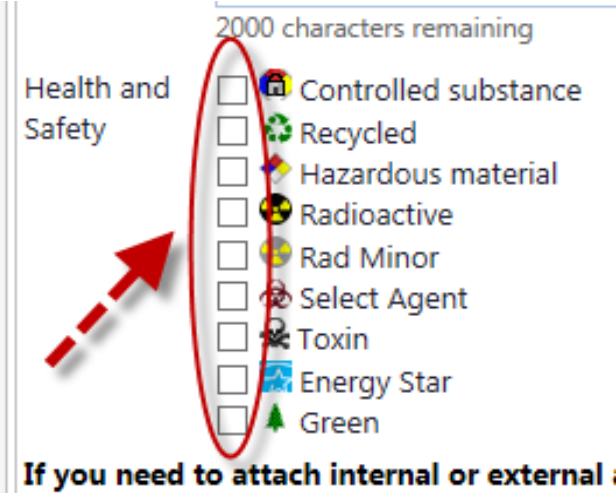 2000 characters remaining
Health and Safety
Controlled substance
Recycled
Hazardous material
Radioactive
Rad Minor
Select Agent
Toxin
Energy Star
Green
If you need to attach internal or external